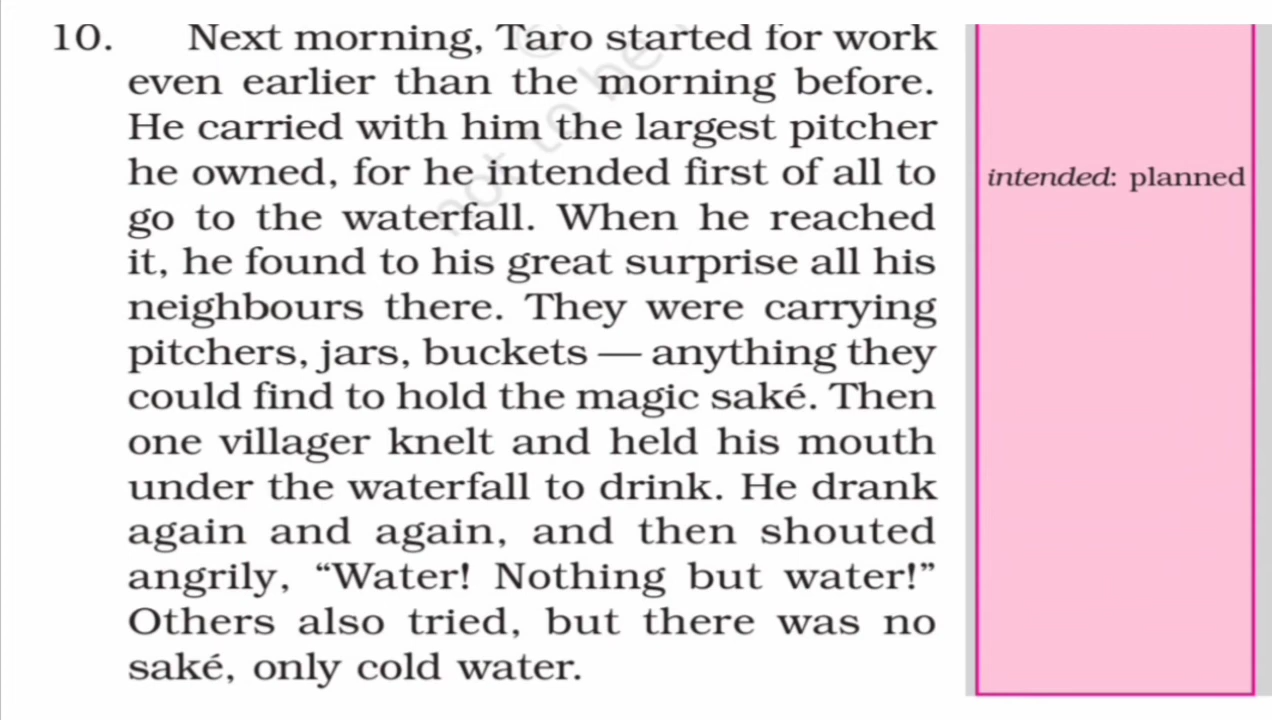 10. Next morning, Taro started for work
even earlier than the morning before.
He carried with him the largest pitcher
he owned, for he intended first of all to
go to the waterfall. When he reached
it, he found to his great surprise all his
neighbours there. They were carrying
pitchers, jars, buckets — anything they
could find to hold the magic saké. Then
one villager knelt and held his mouth
under the waterfall to drink. He drank
again and again, and then shouted
angrily, “Water! Nothing but water!”
Others also tried, but there was no
saké, only cold water.
intended: planned
not to be